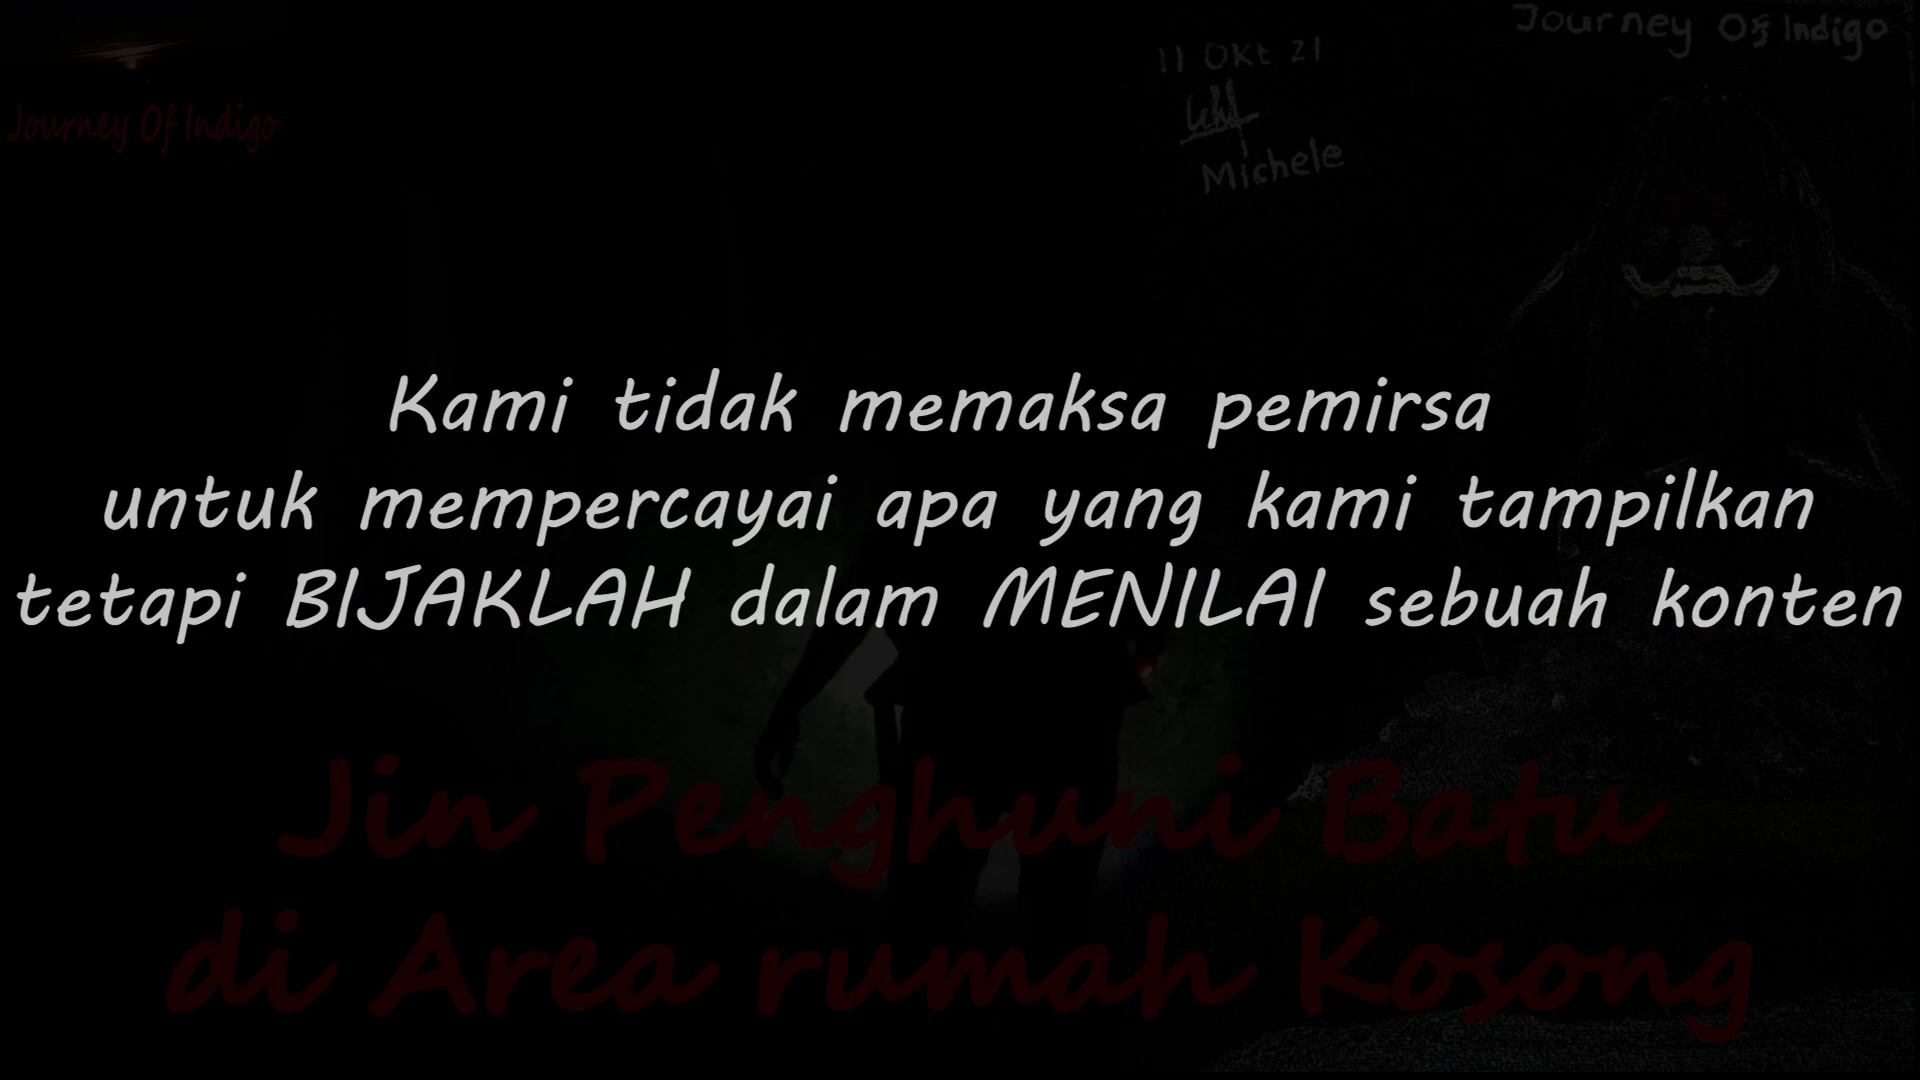 Journey Of Indigo
11 Okt 21
Michele
Journey Of Indigo
Kami tidak memaksa pemirsa
untuk mempercayai apa yang kami tampilkan
tetapi BIJAKLAH dalam MENILAI sebuah konten
Jin Penghuni Batu
di Area rumah Kosong